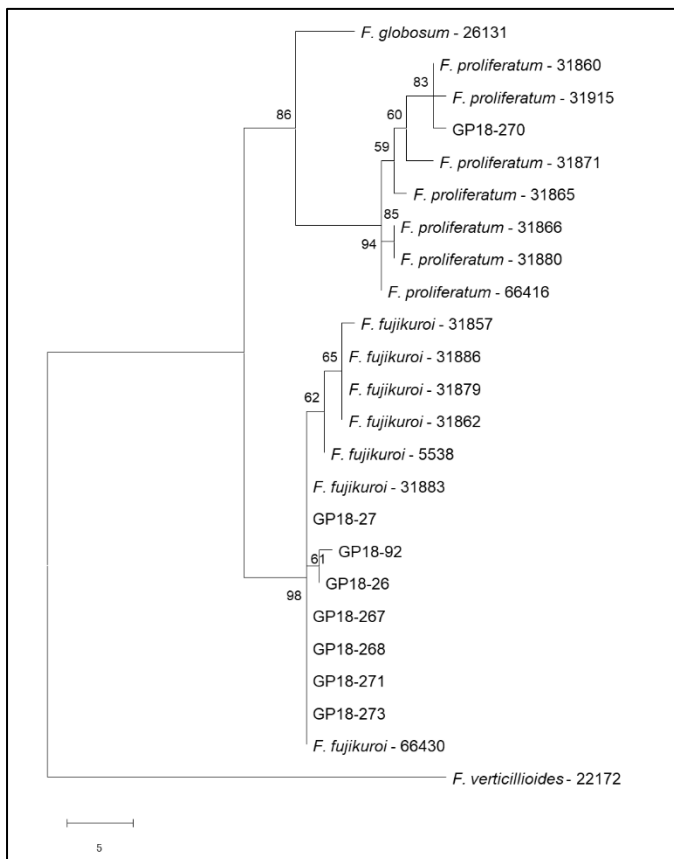 F. globosum - 26131
F. proliferatum - 31860
83
F. proliferatum - 31915
86
60
GP18-270
59
F. proliferatum - 31871
F. proliferatum - 31865
85
F. proliferatum - 31866
94
F. proliferatum - 31880
F. proliferatum - 66416
F. fujikuroi - 31857
65
F. fujikuroi - 31886
F. fujikuroi - 31879
62
F. fujikuroi - 31862
F. fujikuroi - 5538
F. fujikuroi - 31883
GP18-27
61
GP18-92
GP18-26
98
GP18-267
GP18-268
GP18-271
GP18-273
F. fujikuroi - 66430
F. verticillioides - 22172
5